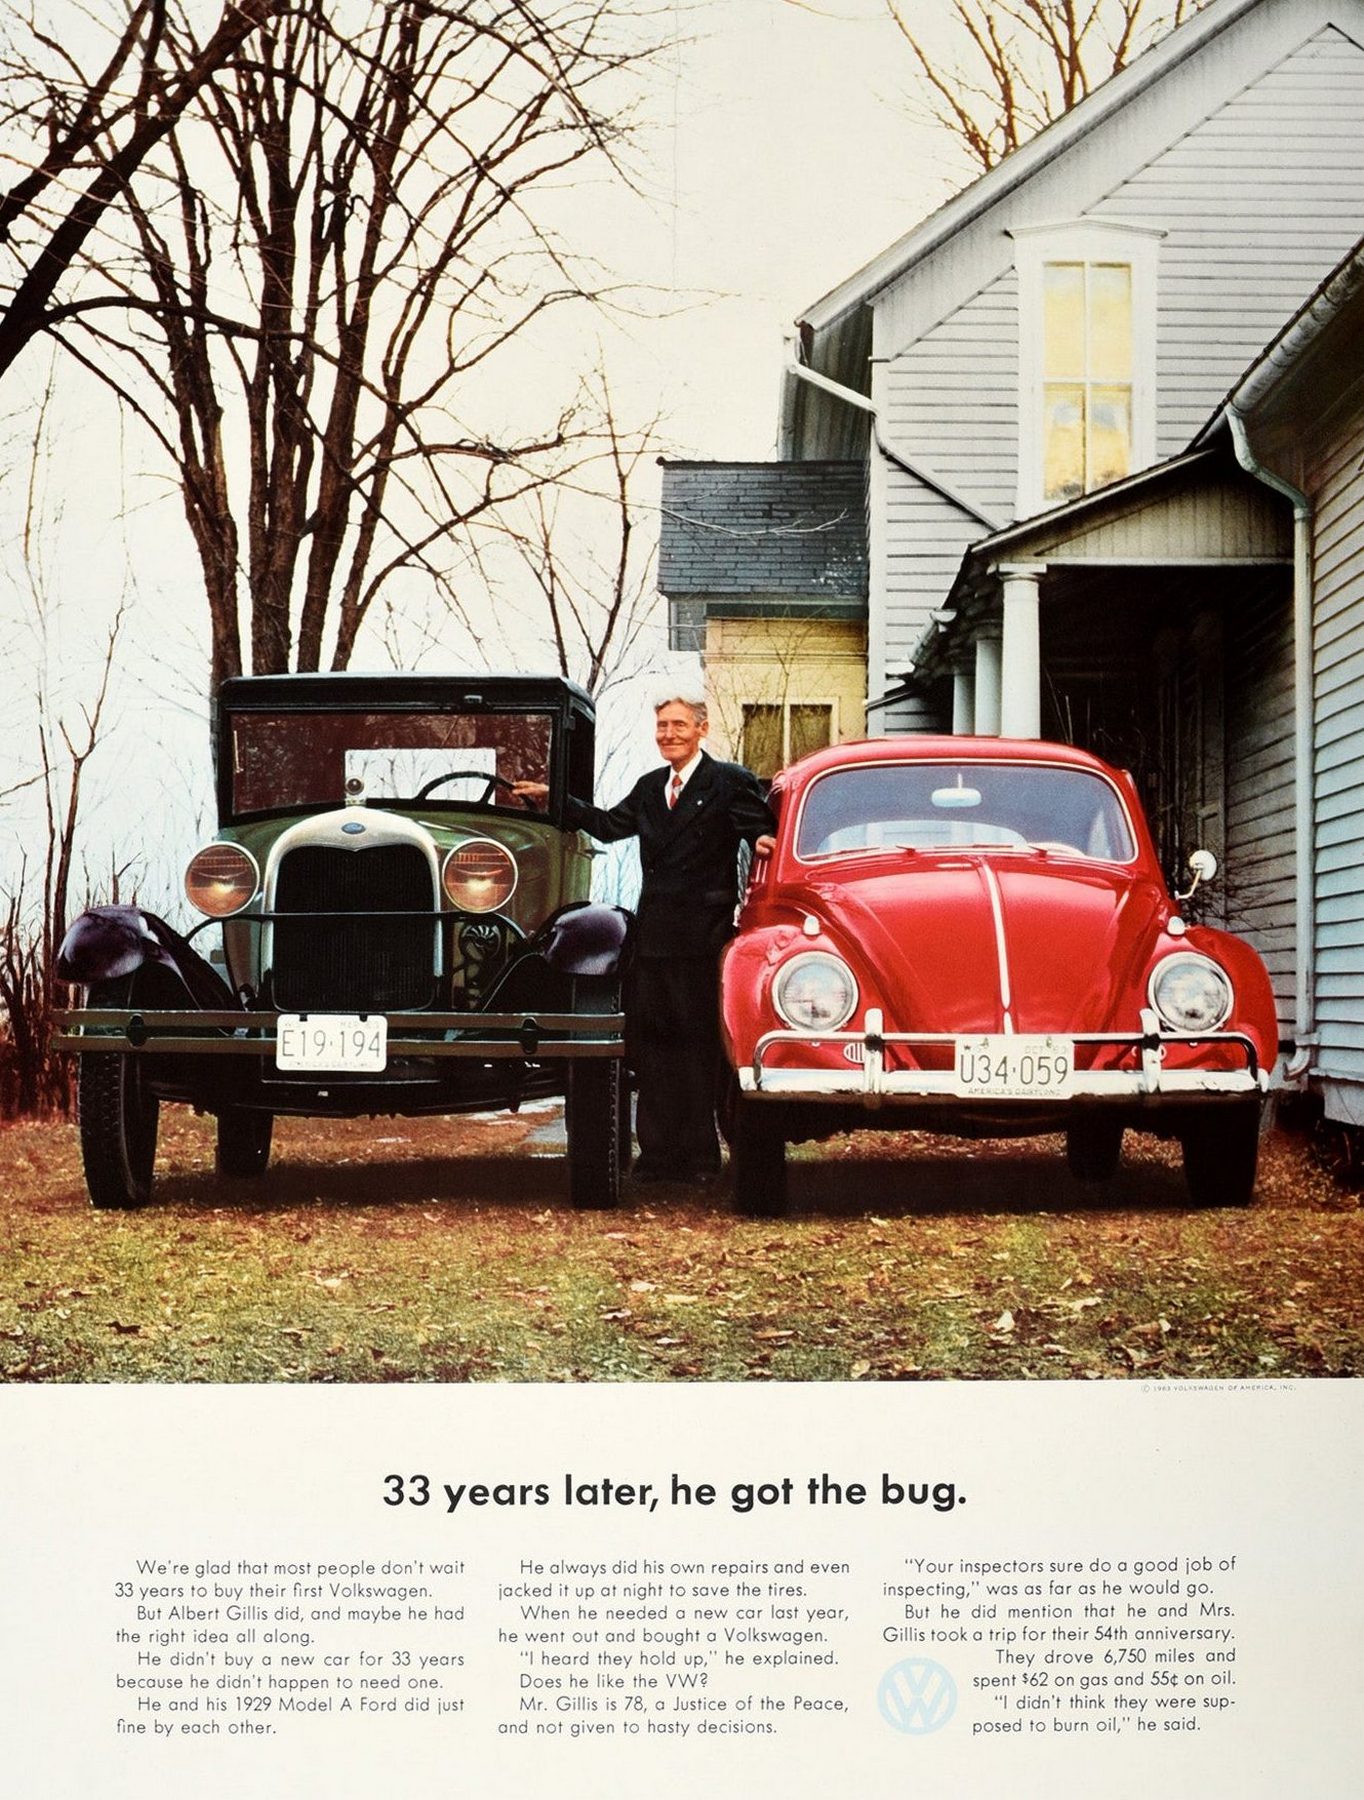 Ford
E19·194
AMERICA'S DAIRYLAND
U34·059
AMERICA'S DAIRYLAND
© 1963 VOLKSWAGEN OF AMERICA, INC.
33 years later, he got the bug.
We're glad that most people don't wait
33 years to buy their first Volkswagen.
But Albert Gillis did, and maybe he had
the right idea all along.
He didn't buy a new car for 33 years
because he didn't happen to need one.
He and his 1929 Model A Ford did just
fine by each other.
He always did his own repairs and even
jacked it up at night to save the tires.
When he needed a new car last year,
he went out and bought a Volkswagen.
"I heard they hold up," he explained.
Does he like the VW?
Mr. Gillis is 78, a Justice of the Peace,
and not given to hasty decisions.
"Your inspectors sure do a good job of
inspecting," was as far as he would go.
But he did mention that he and Mrs.
Gillis took a trip for their 54th anniversary.
They drove 6,750 miles and
spent $62 on gas and 55¢ on oil.
"I didn't think they were sup-
posed to burn oil," he said.
VW